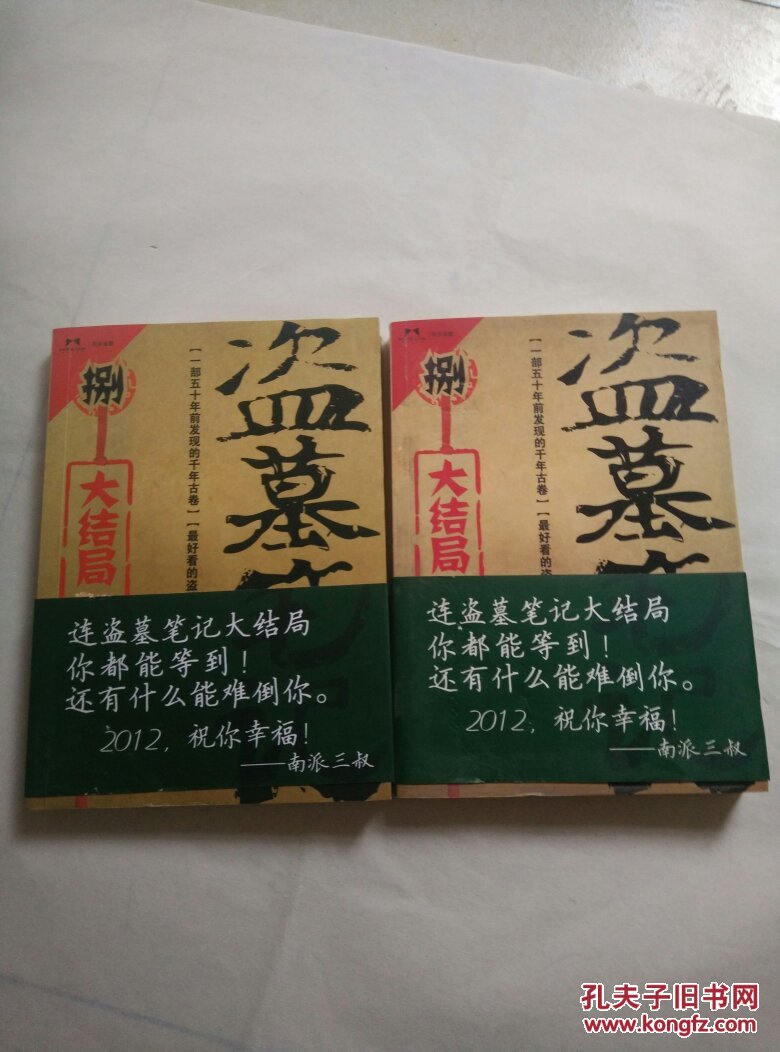 捌
大结局
【一部五十年前发现的千年古卷】【最好看的盗
盗墓笔
连盗墓笔记大结局
你都能等到!
还有什么能难倒你。
2012, 祝你幸福!
——南派三叔
捌
大结局
【一部五十年前发现的千年古卷】【最好看的盗
盗墓笔
连盗墓笔记大结局
你都能等到!
还有什么能难倒你。
2012, 祝你幸福!
——南派三叔
孔夫子旧书网
www.kongfz.com